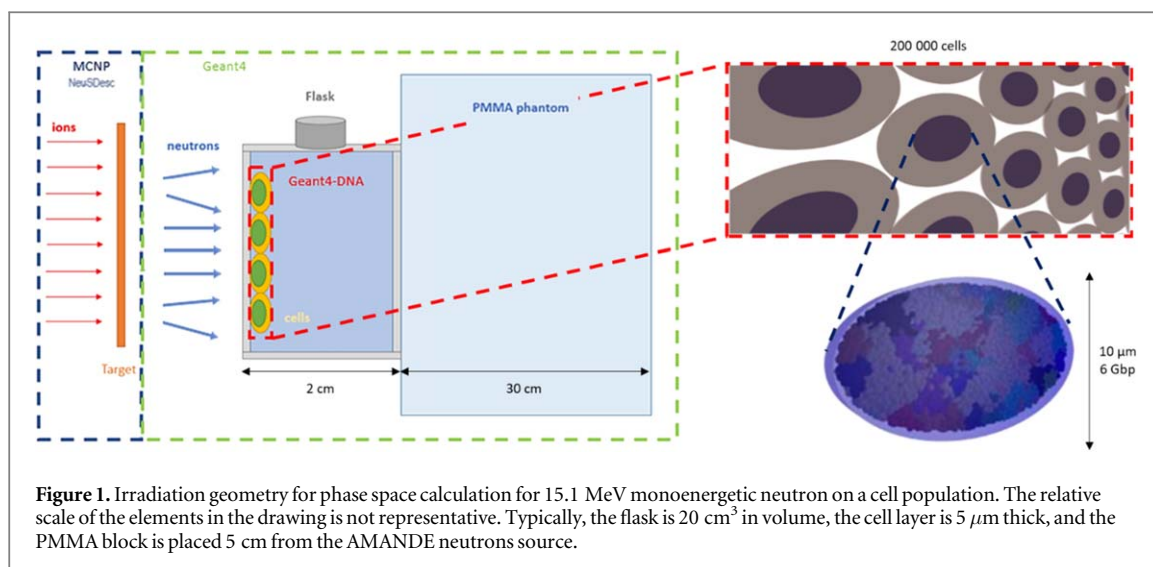 MCNP
NeuSDesc
Geant4
200 000 cells
Flask
PMMA phantom
ions
neutrons
Geant4-DNA
cells
Target
2 cm
30 cm
10 µm
6 Gbp
Figure 1. Irradiation geometry for phase space calculation for 15.1 MeV monoenergetic neutron on a cell population. The relative
scale of the elements in the drawing is not representative. Typically, the flask is 20 cm³ in volume, the cell layer is 5 µm thick, and the
PMMA block is placed 5 cm from the AMANDE neutrons source.